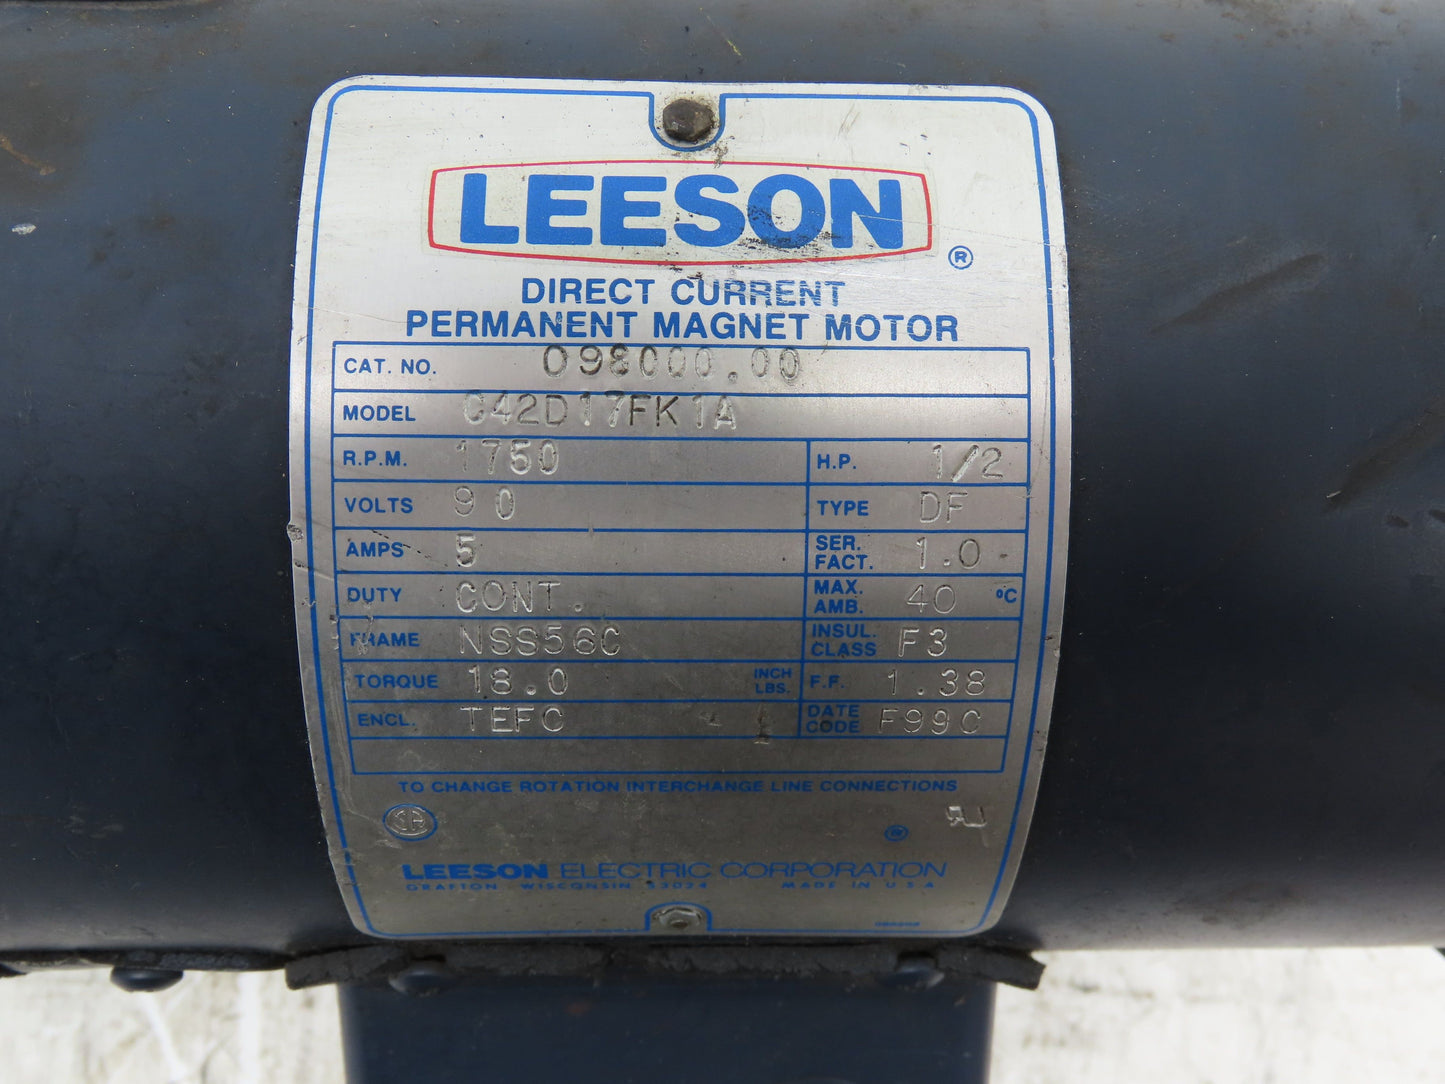 LEESON ®
DIRECT CURRENT
PERMANENT MAGNET MOTOR
CAT. NO. 098000.00
MODEL C42D17FK1A
R.P.M. 1750 H.P. 1/2
VOLTS 90 TYPE DF
AMPS 5 SER. FACT. 1.0
DUTY CONT. MAX. AMB. 40 °C
FRAME NSS56C INSUL. CLASS F3
TORQUE 18.0 INCH LBS. F.F. 1.38
ENCL. TEFC DATE CODE F99C
TO CHANGE ROTATION INTERCHANGE LINE CONNECTIONS
SA ®
LEESON ELECTRIC CORPORATION
GRAFTON WISCONSIN 53024 MADE IN U.S.A